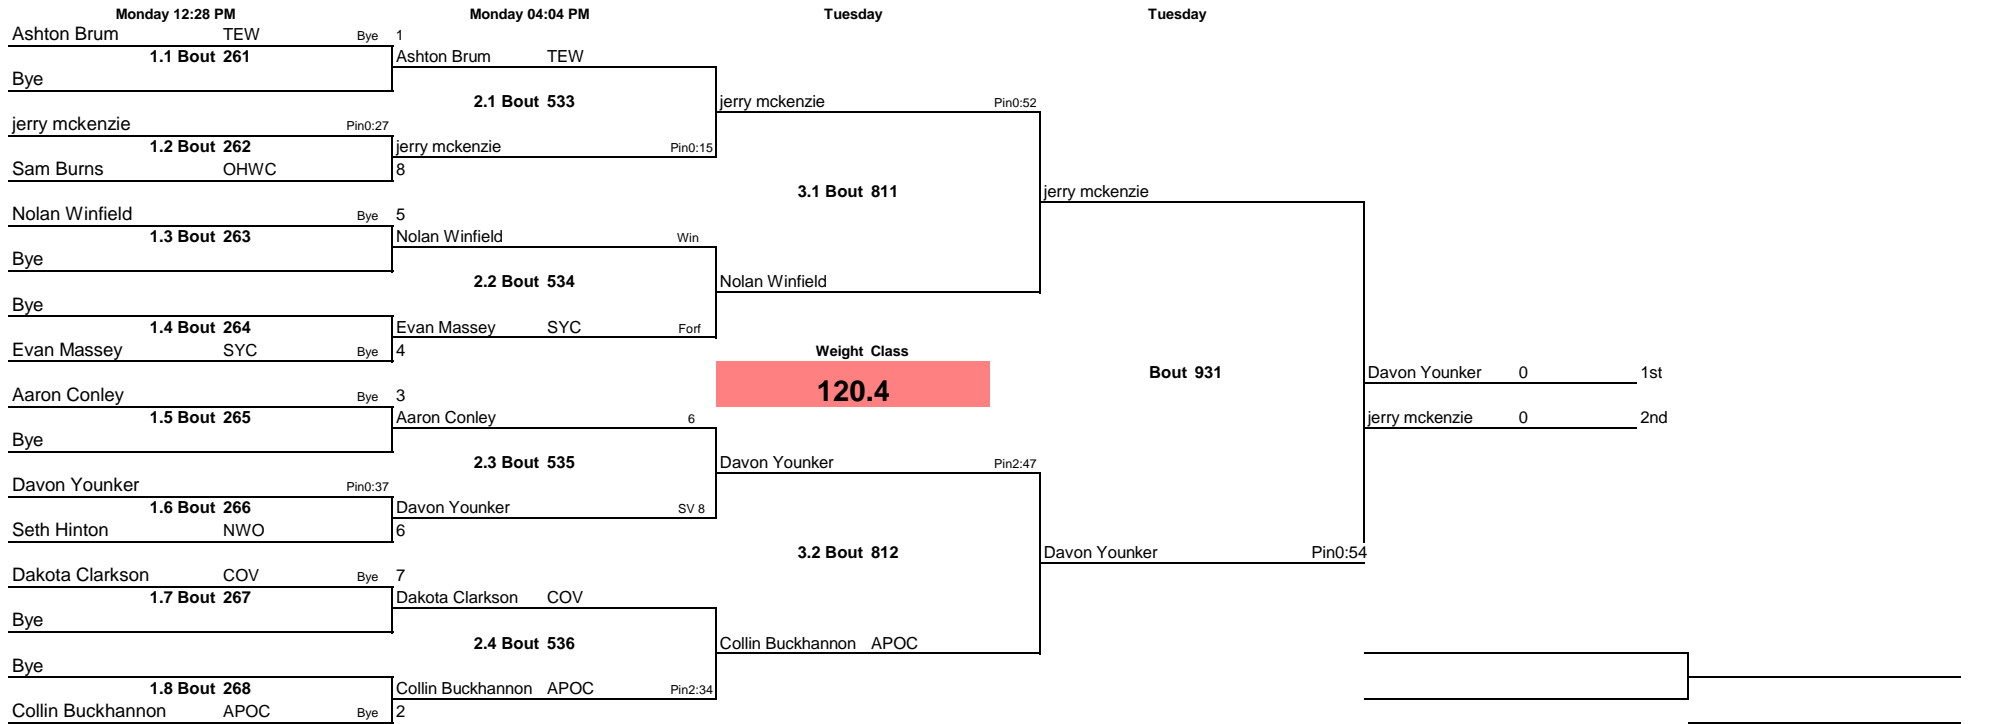 Monday 12:28 PM Monday 04:04 PM Tuesday Tuesday
Ashton Brum TEW Bye 1
1.1 Bout 261 Ashton Brum TEW
Bye
2.1 Bout 533 jerry mckenzie Pin0:52
jerry mckenzie Pin0:27
1.2 Bout 262 jerry mckenzie Pin0:15
Sam Burns OHWC 8
3.1 Bout 811 jerry mckenzie
Nolan Winfield Bye 5
1.3 Bout 263 Nolan Winfield Win
Bye
2.2 Bout 534 Nolan Winfield
Bye
1.4 Bout 264 Evan Massey SYC Forf
Evan Massey SYC Bye 4 Weight Class
Bout 931 Davon Younker 0 1st
120.4
Aaron Conley Bye 3
1.5 Bout 265 Aaron Conley 6 jerry mckenzie 0 2nd
Bye
2.3 Bout 535 Davon Younker Pin2:47
Davon Younker Pin0:37
1.6 Bout 266 Davon Younker SV 8
Seth Hinton NWO 6
3.2 Bout 812 Davon Younker Pin0:54
Dakota Clarkson COV Bye 7
1.7 Bout 267 Dakota Clarkson COV
Bye
2.4 Bout 536 Collin Buckhannon APOC
Bye
1.8 Bout 268 Collin Buckhannon APOC Pin2:34
Collin Buckhannon APOC Bye 2